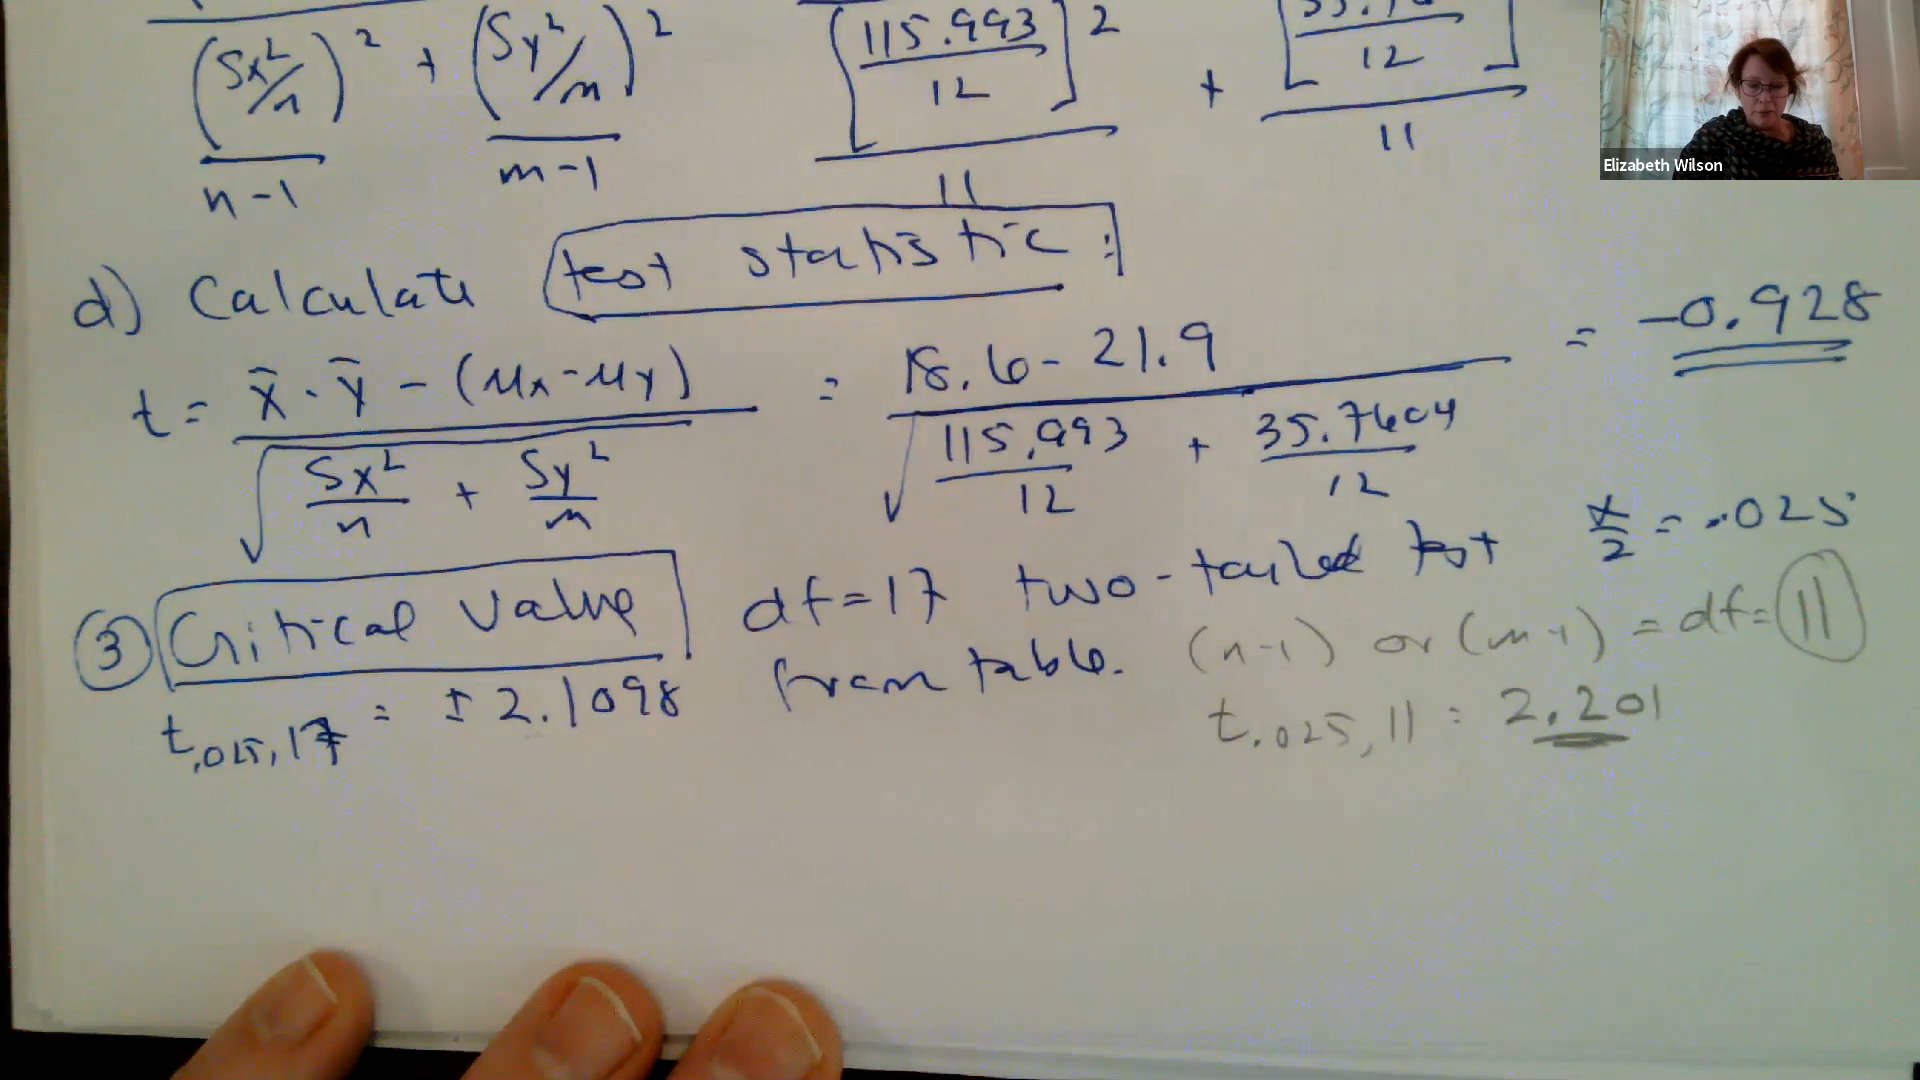 (Sx²/n)² + (Sy²/m)² [115.993/12]² + [ /12]
n-1 m-1 11 11
Elizabeth Wilson
d) Calculate test statistic:
t = x̄ - ȳ - (μx-μy) / √(Sx²/n + Sy²/m) = 18.6 - 21.9 / √(115.993/12 + 35.7604/12) = -0.928
③ Critical Value df=17 two-tailed test α/2 = .025
from table. (n-1) or (m-1) = df= 11
t.025,17 = ± 2.1098 t.025,11 = 2.201